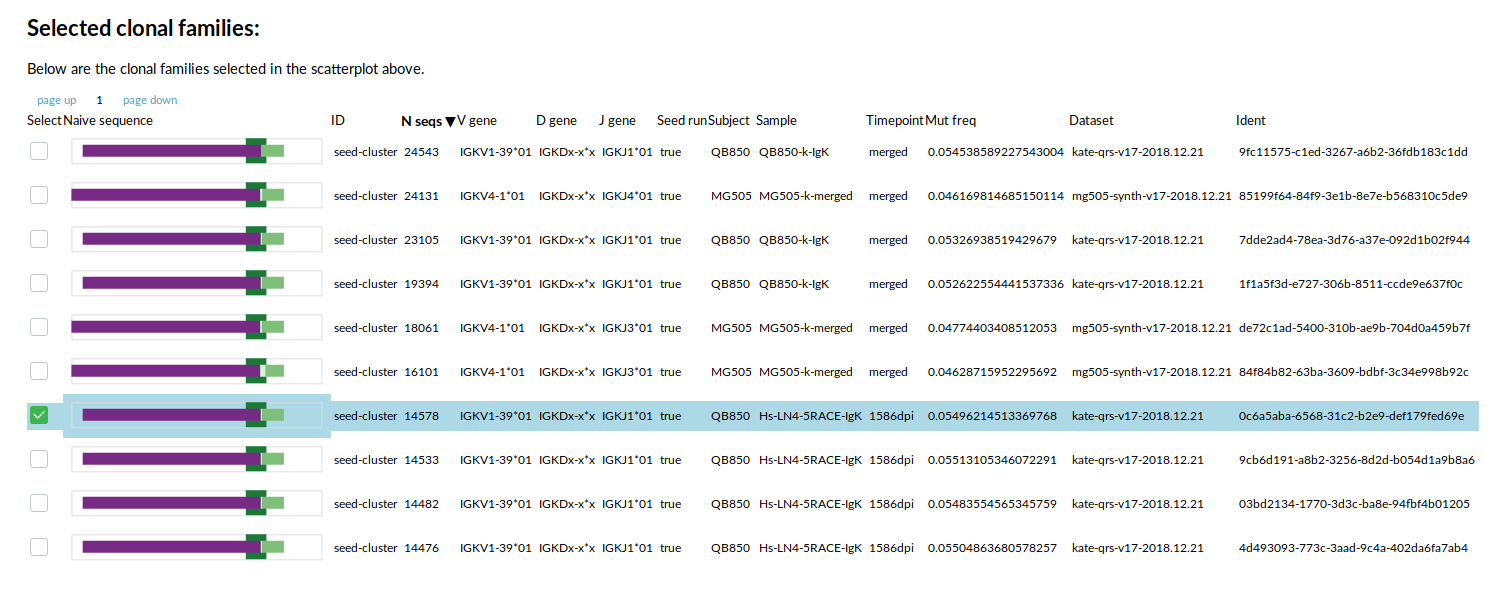 Selected clonal families:
Below are the clonal families selected in the scatterplot above.
page up 1 page down
Select Naive sequence ID N seqs ▼ V gene D gene J gene Seed run Subject Sample Timepoint Mut freq Dataset Ident
seed-cluster 24543 IGKV1-39*01 IGKDx-x*x IGKJ1*01 true QB850 QB850-k-IgK merged 0.054538589227543004 kate-qrs-v17-2018.12.21 9fc11575-c1ed-3267-a6b2-36fdb183c1dd
seed-cluster 24131 IGKV4-1*01 IGKDx-x*x IGKJ4*01 true MG505 MG505-k-merged merged 0.046169814685150114 mg505-synth-v17-2018.12.21 85199f64-84f9-3e1b-8e7e-b568310c5de9
seed-cluster 23105 IGKV1-39*01 IGKDx-x*x IGKJ1*01 true QB850 QB850-k-IgK merged 0.05326938519429679 kate-qrs-v17-2018.12.21 7dde2ad4-78ea-3d76-a37e-092d1b02f944
seed-cluster 19394 IGKV1-39*01 IGKDx-x*x IGKJ1*01 true QB850 QB850-k-IgK merged 0.052622554441537336 kate-qrs-v17-2018.12.21 1f1a5f3d-e727-306b-8511-ccde9e637f0c
seed-cluster 18061 IGKV4-1*01 IGKDx-x*x IGKJ3*01 true MG505 MG505-k-merged merged 0.04774403408512053 mg505-synth-v17-2018.12.21 de72c1ad-5400-310b-ae9b-704d0a459b7f
seed-cluster 16101 IGKV4-1*01 IGKDx-x*x IGKJ3*01 true MG505 MG505-k-merged merged 0.04628715952295692 mg505-synth-v17-2018.12.21 84f84b82-63ba-3609-bdbf-3c34e998b92c
seed-cluster 14578 IGKV1-39*01 IGKDx-x*x IGKJ1*01 true QB850 Hs-LN4-5RACE-IgK 1586dpi 0.05496214513369768 kate-qrs-v17-2018.12.21 0c6a5aba-6568-31c2-b2e9-def179fed69e
seed-cluster 14533 IGKV1-39*01 IGKDx-x*x IGKJ1*01 true QB850 Hs-LN4-5RACE-IgK 1586dpi 0.05513105346072291 kate-qrs-v17-2018.12.21 9cb6d191-a8b2-3256-8d2d-b054d1a9b8a6
seed-cluster 14482 IGKV1-39*01 IGKDx-x*x IGKJ1*01 true QB850 Hs-LN4-5RACE-IgK 1586dpi 0.05483554565345759 kate-qrs-v17-2018.12.21 03bd2134-1770-3d3c-ba8e-94fbf4b01205
seed-cluster 14476 IGKV1-39*01 IGKDx-x*x IGKJ1*01 true QB850 Hs-LN4-5RACE-IgK 1586dpi 0.05504863680578257 kate-qrs-v17-2018.12.21 4d493093-773c-3aad-9c4a-402da6fa7ab4